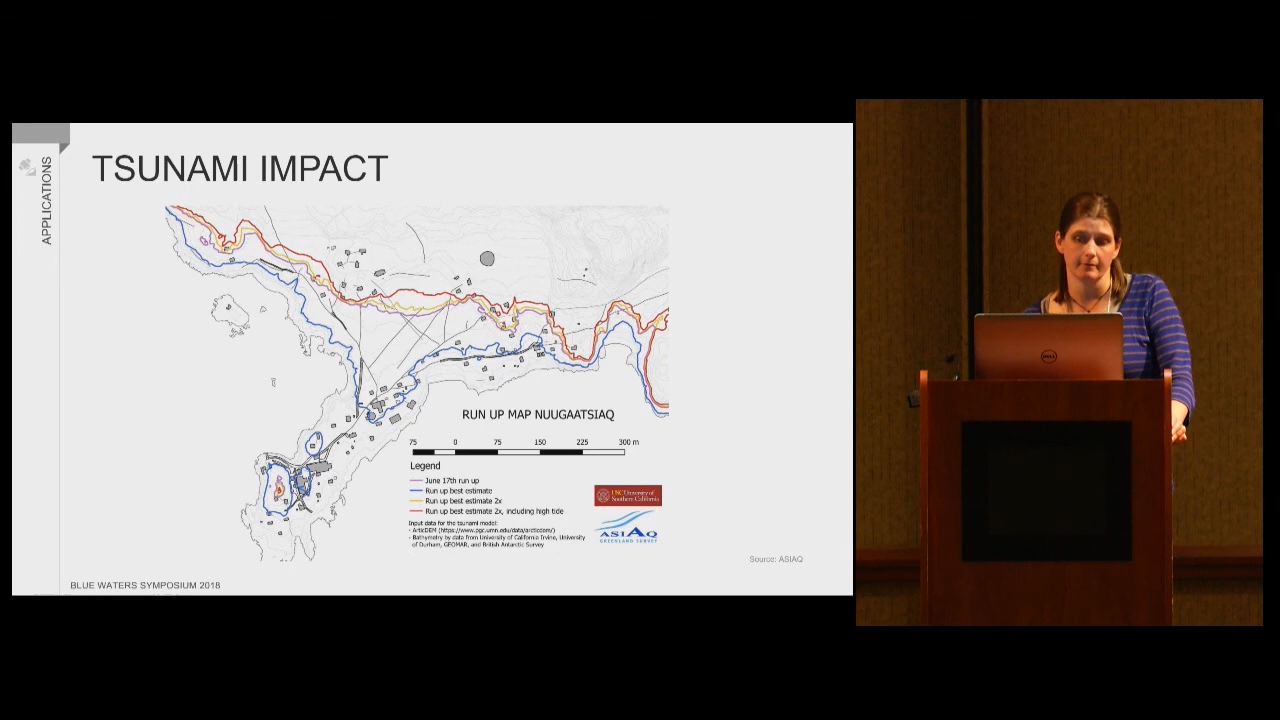 APPLICATIONS
TSUNAMI IMPACT
RUN UP MAP NUUGAATSIAQ
75 0 75 150 225 300 m
Legend
June 17th run up
Run up best estimate
Run up best estimate 2x
Run up best estimate 2x, including high tide
USC University of
Southern California
Input data for the tsunami model:
- ArticDEM (https://www.pgc.umn.edu/data/arcticdem/)
- Bathymetry by data from University of California Irvine, University
of Durham, GEOMAR, and British Antarctic Survey
ASIAQ
GREENLAND SURVEY
Source: ASIAQ
BLUE WATERS SYMPOSIUM 2018
DELL